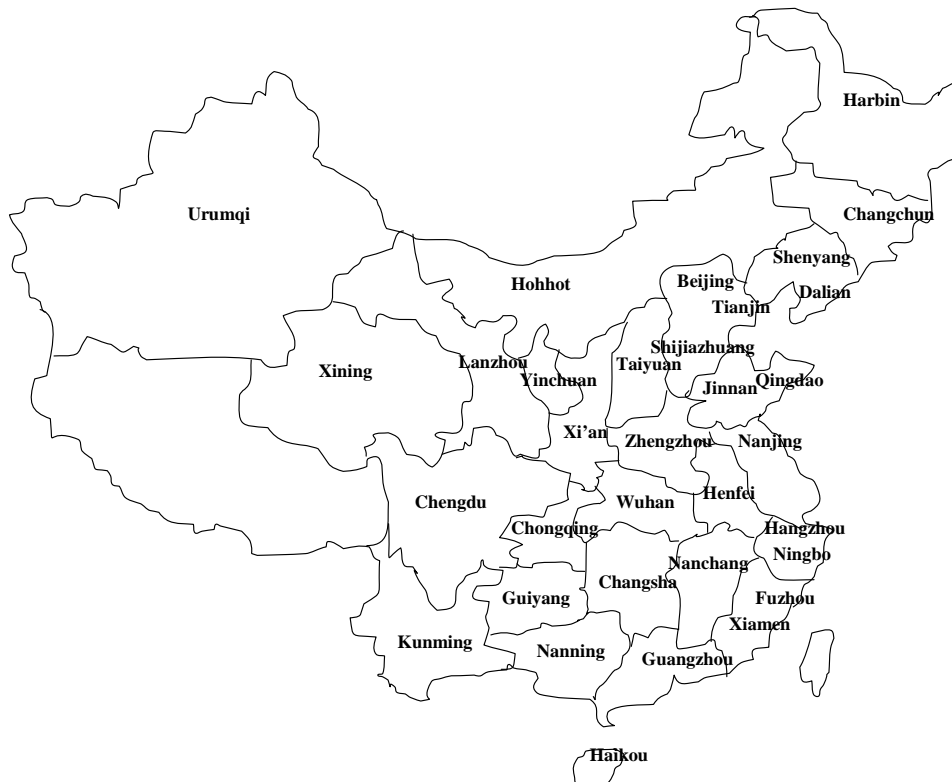 Harbin
Urumqi
Changchun
Shenyang
Hohhot
Beijing
Dalian
Tianjin
Shijiazhuang
Lanzhou
Taiyuan
Xining
Yinchuan
Jinnan
Qingdao
Xi’an
Zhengzhou
Nanjing
Chengdu
Wuhan
Henfei
Chongqing
Hangzhou
Ningbo
Nanchang
Changsha
Guiyang
Fuzhou
Xiamen
Kunming
Nanning
Guangzhou
Haikou